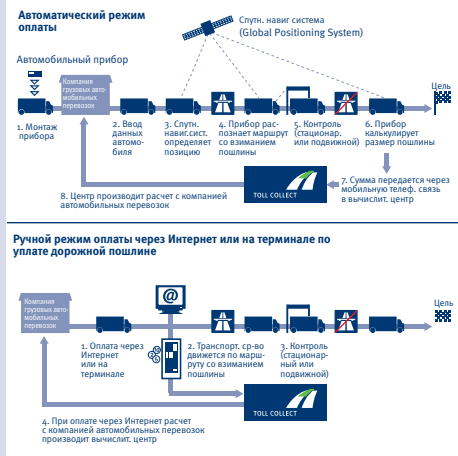 Автоматический режим
оплаты
Спутн. навиг система
(Global Positioning System)
Автомобильный прибор
Компания
грузовых авто-
мобильных
перевозок
Цель
1. Монтаж
прибора
2. Ввод
данных
автомо-
биля
3. Спутн.
навиг.сист.
определяет
позицию
4. Прибор рас-
познает маршрут
со взиманием
пошлины
5. Контроль
(стационар.
или подвижной)
6. Прибор
калькулирует
размер пошлины
7. Сумма передается через
мобильную телеф. связь
в вычислит. центр
TOLL COLLECT
8. Центр производит расчет с компанией
автомобильных перевозок
Ручной режим оплаты через Интернет или на терминале по
уплате дорожной пошлине
Компания
грузовых авто-
мобильных
перевозок
@
Цель
1. Оплата через
Интернет
или на
терминале
2. Транспорт. ср-во
движется по марш-
руту со взиманием
пошлины
3. Контроль
(стационар-
ный или
подвижной)
TOLL COLLECT
4. При оплате через Интернет расчет
с компанией автомобильных перевозок
производит вычислит. центр